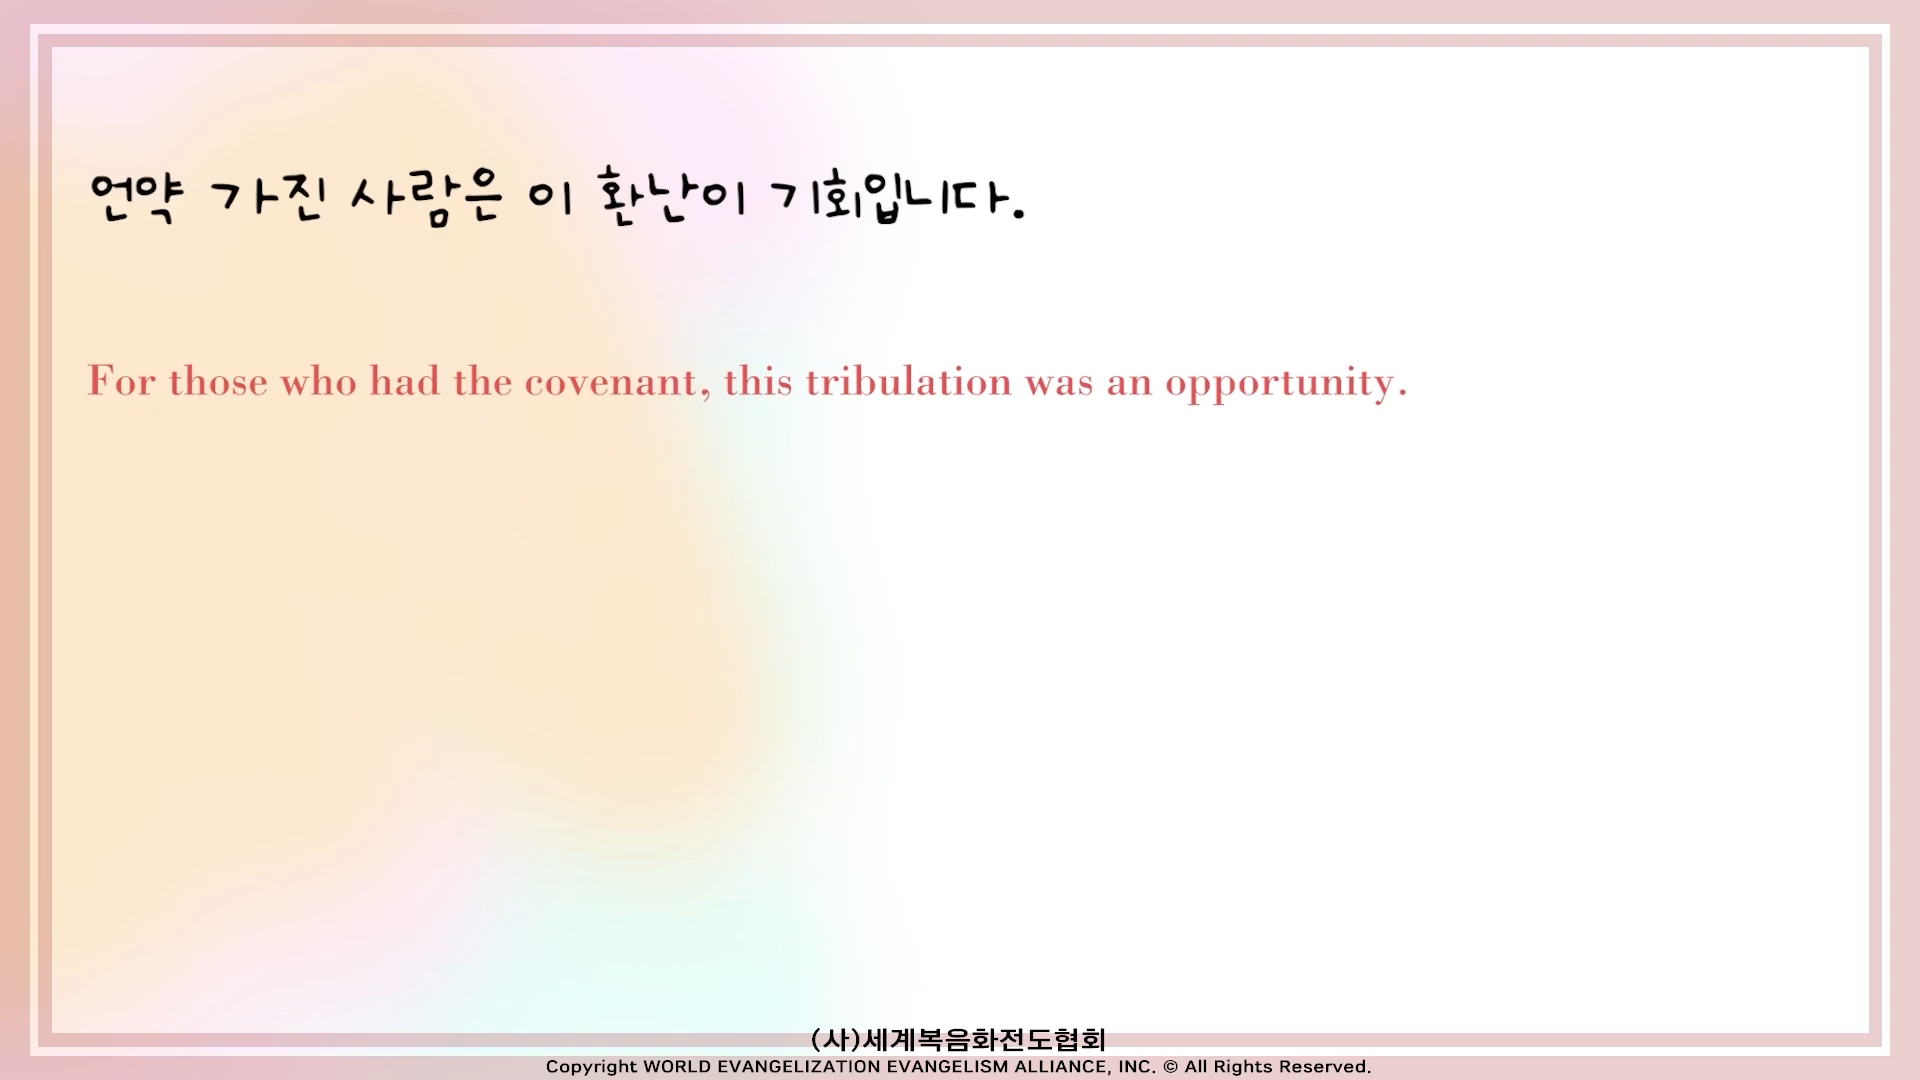 언약 가진 사람은 이 환난이 기회입니다.
For those who had the covenant, this tribulation was an opportunity.
(사)세계복음화전도협회
Copyright WORLD EVANGELIZATION EVANGELISM ALLIANCE, INC. © All Rights Reserved.